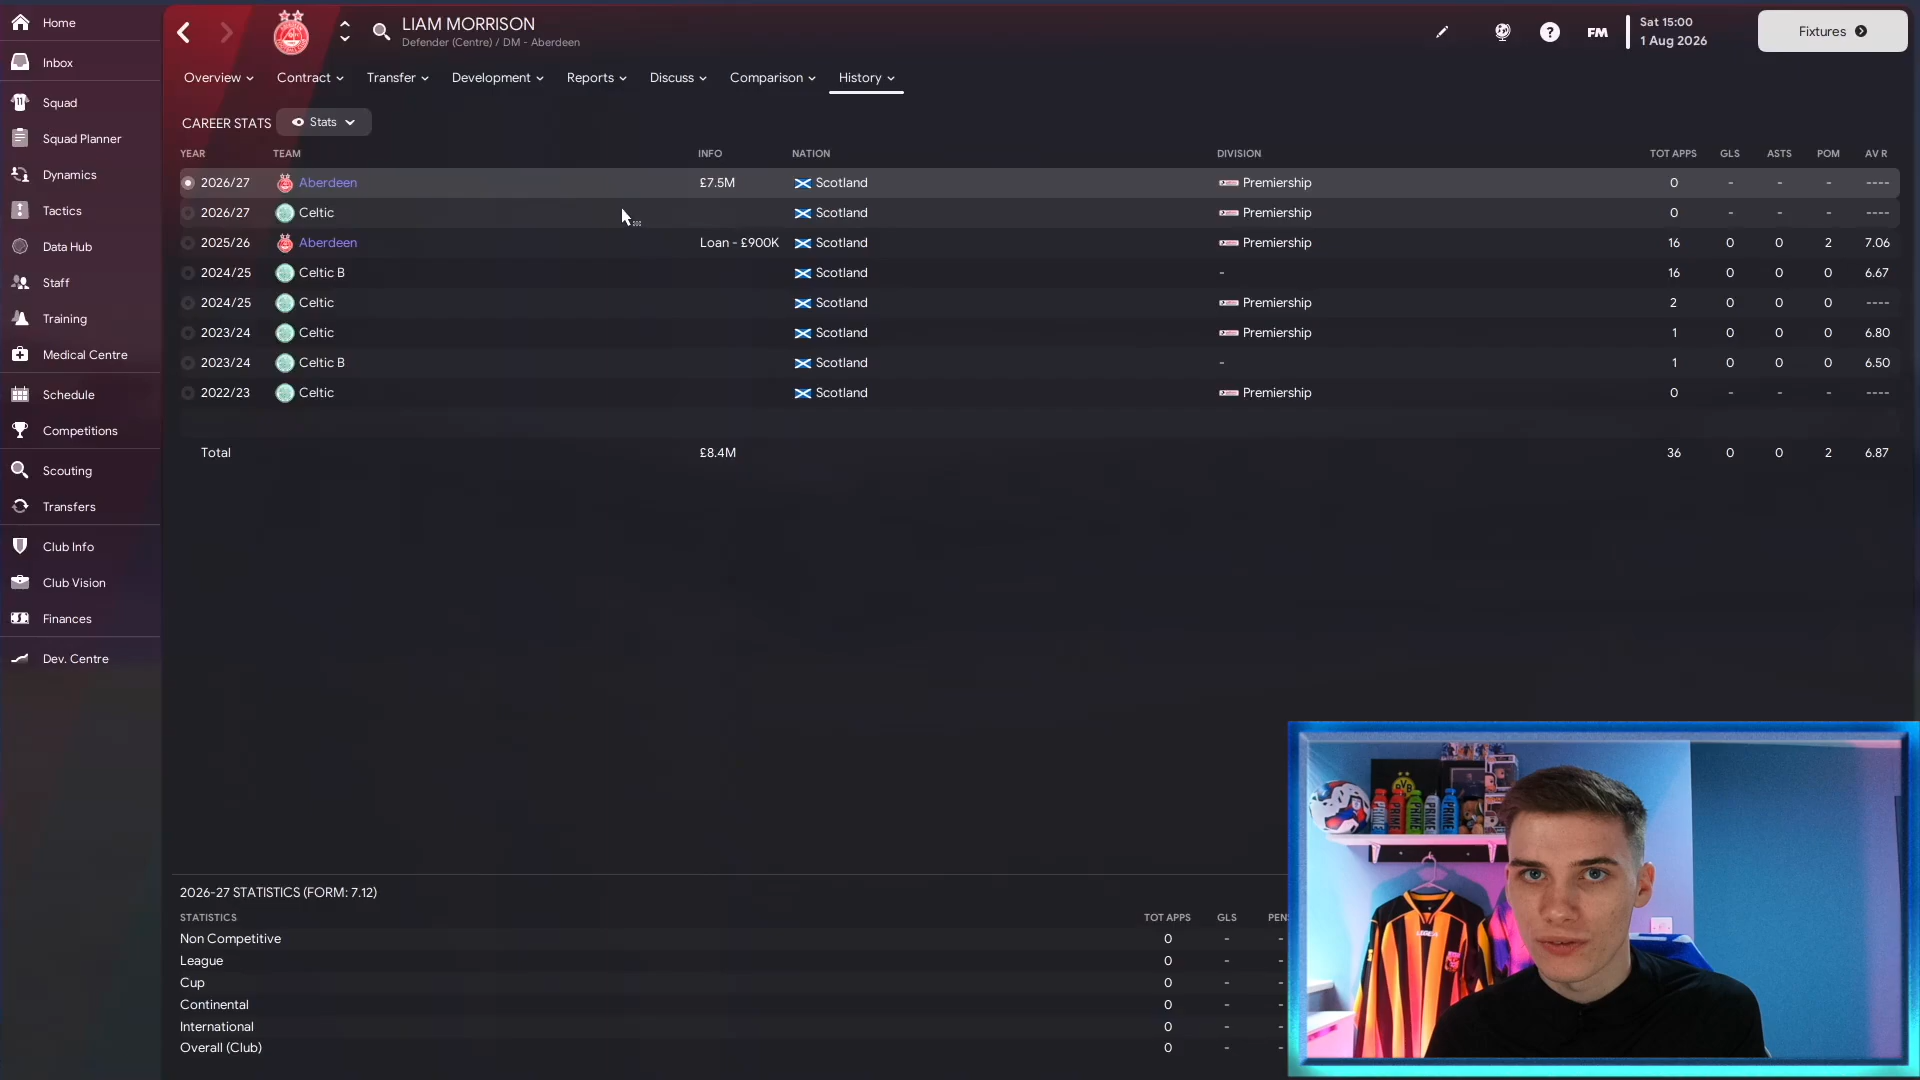 Home
Inbox
Squad
Squad Planner
Dynamics
Tactics
Data Hub
Staff
Training
Medical Centre
Schedule
Competitions
Scouting
Transfers
Club Info
Club Vision
Finances
Dev. Centre
LIAM MORRISON
Defender (Centre) / DM - Aberdeen
? FM Sat 15:00
1 Aug 2026
Fixtures
Overview Contract Transfer Development Reports Discuss Comparison History
CAREER STATS Stats
YEAR TEAM INFO NATION DIVISION TOT APPS GLS ASTS POM AV R
2026/27 Aberdeen £7.5M Scotland Premiership 0 - - - ----
2026/27 Celtic Scotland Premiership 0 - - - ----
2025/26 Aberdeen Loan - £900K Scotland Premiership 16 0 0 2 7.06
2024/25 Celtic B Scotland - 16 0 0 0 6.67
2024/25 Celtic Scotland Premiership 2 0 0 0 ----
2023/24 Celtic Scotland Premiership 1 0 0 0 6.80
2023/24 Celtic B Scotland - 1 0 0 0 6.50
2022/23 Celtic Scotland Premiership 0 - - - ----
Total £8.4M 36 0 0 2 6.87
2026-27 STATISTICS (FORM: 7.12)
STATISTICS TOT APPS GLS PENS
Non Competitive 0 - -
League 0 - -
Cup 0 - -
Continental 0 - -
International 0 - -
Overall (Club) 0 - -
BVB
PRIME PRIME PRIME PRIME
LEGEA